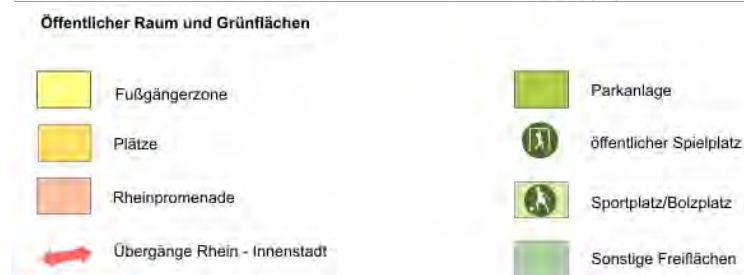 Öffentlicher Raum und Grünflächen
Fußgängerzone
Plätze
Rheinpromenade
Übergänge Rhein - Innenstadt
Parkanlage
öffentlicher Spielplatz
Sportplatz/Bolzplatz
Sonstige Freiflächen